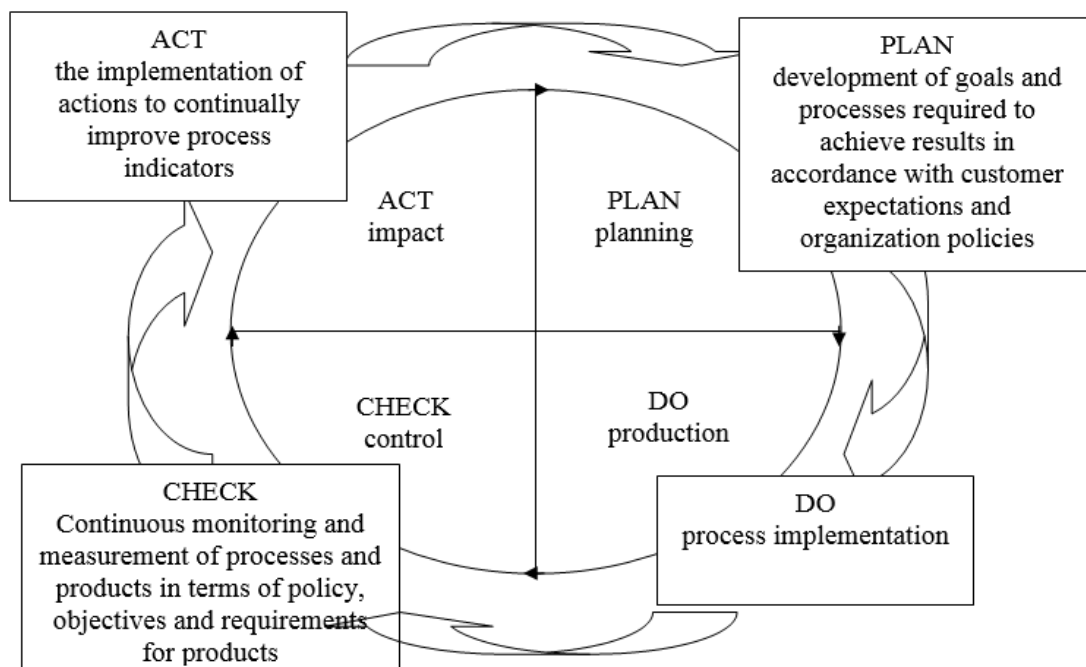 ACT
the implementation of
actions to continually
improve process
indicators
PLAN
development of goals and
processes required to
achieve results in
accordance with customer
expectations and
organization policies
ACT
impact
PLAN
planning
CHECK
control
DO
production
CHECK
Continuous monitoring and
measurement of processes and
products in terms of policy,
objectives and requirements
for products
DO
process implementation